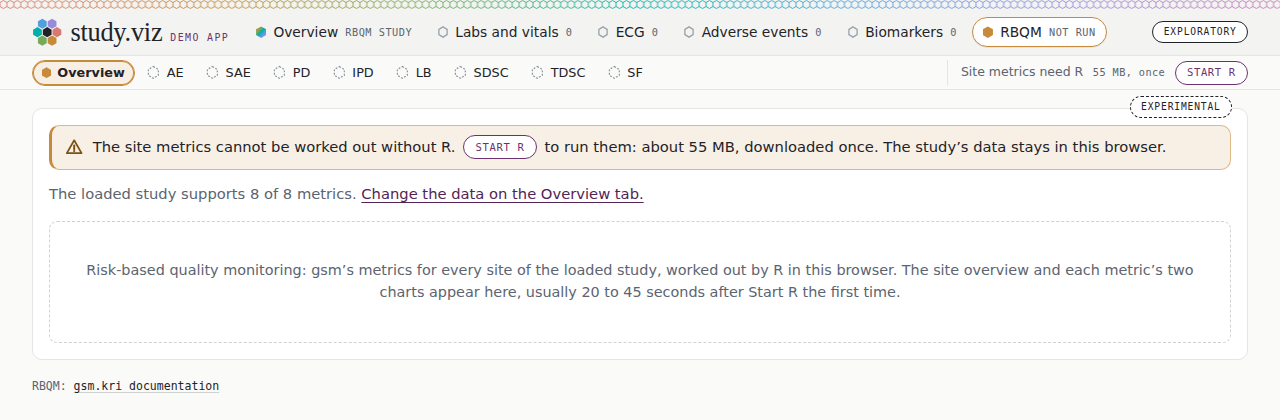 study.viz DEMO APP Overview RBQM STUDY Labs and vitals 0 ECG 0 Adverse events 0 Biomarkers 0 RBQM NOT RUN EXPLORATORY
Overview AE SAE PD IPD LB SDSC TDSC SF Site metrics need R 55 MB, once START R
EXPERIMENTAL
The site metrics cannot be worked out without R. START R to run them: about 55 MB, downloaded once. The study’s data stays in this browser.
The loaded study supports 8 of 8 metrics. Change the data on the Overview tab.
Risk-based quality monitoring: gsm’s metrics for every site of the loaded study, worked out by R in this browser. The site overview and each metric’s two
charts appear here, usually 20 to 45 seconds after Start R the first time.
RBQM: gsm.kri documentation